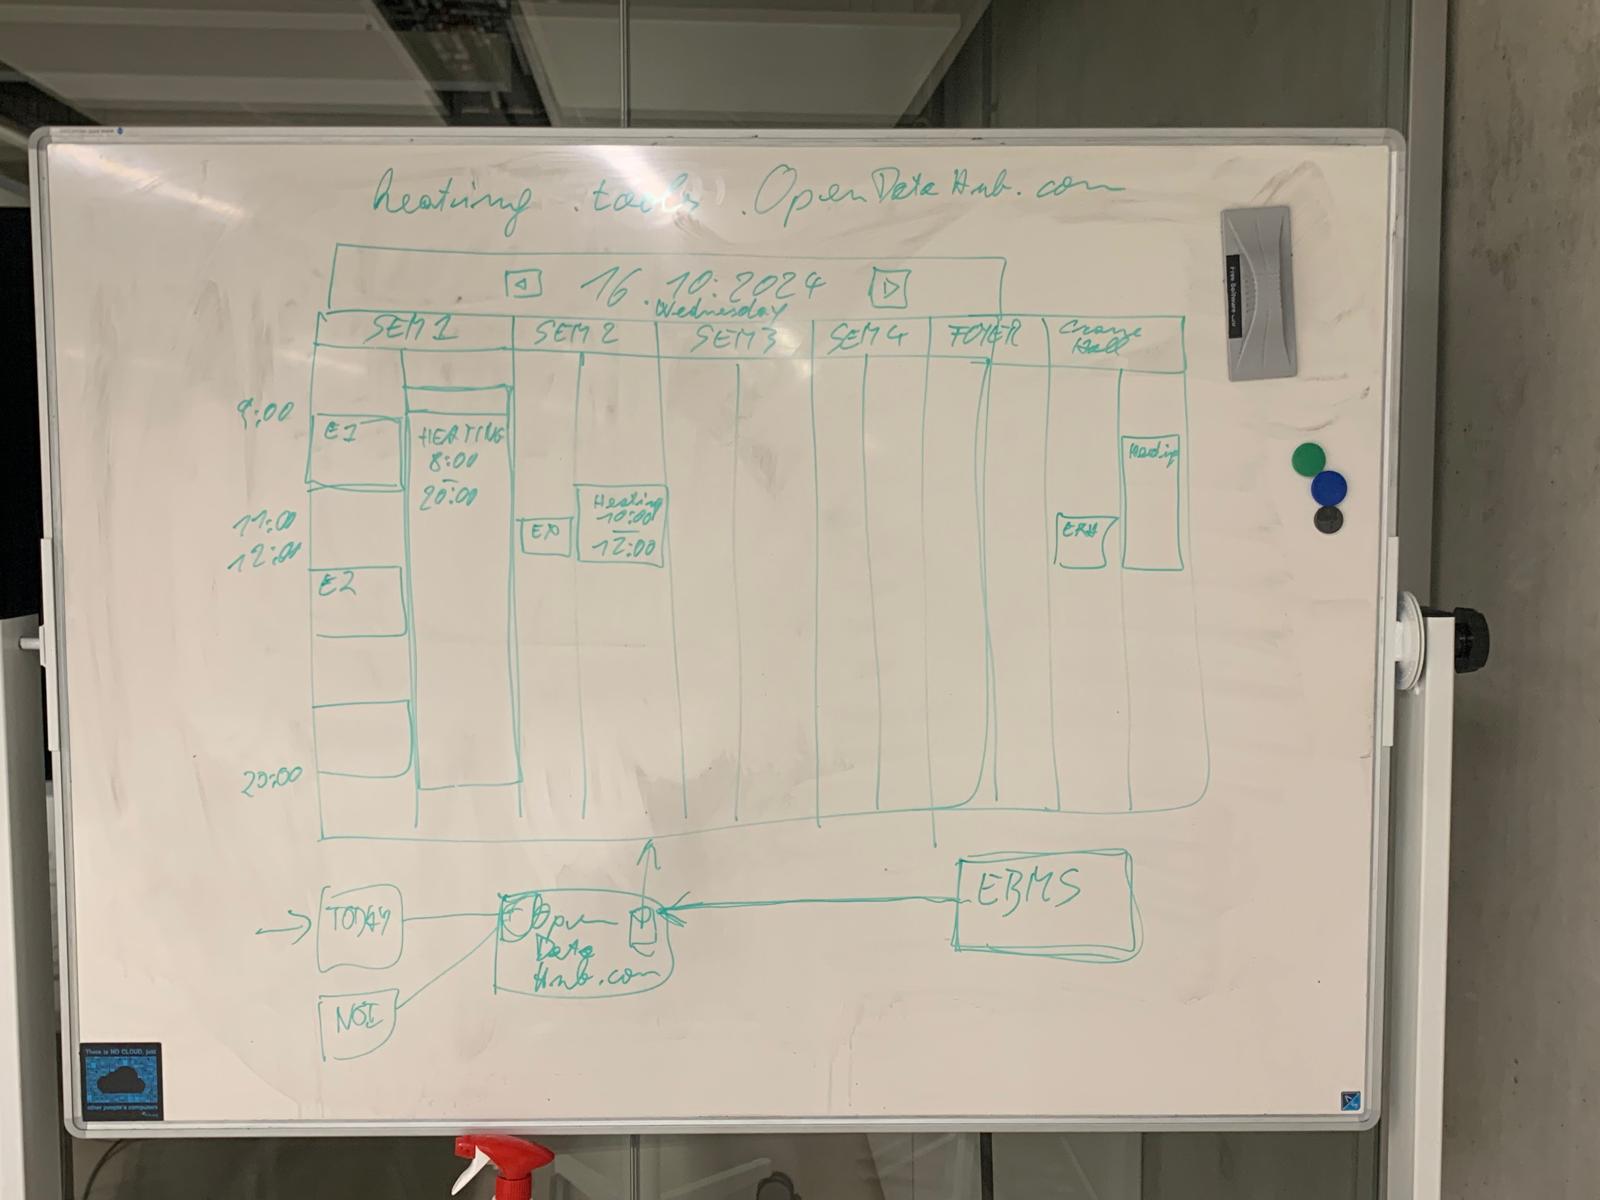 heating.tools.OpenDataHub.com
16.10.2024
Wednesday
SEM 1 SEM 2 SEM 3 SEM 4 FOYER Crane
Hall
9:00
E1
HEATING
8:00
-
20:00
11:00
12:00
E2
20:00
Heating
10:00
-
12:00
Heating
TODAY
Open
Data
Hub.com
EBMS
NOI
There is NO CLOUD, just
other people's computers